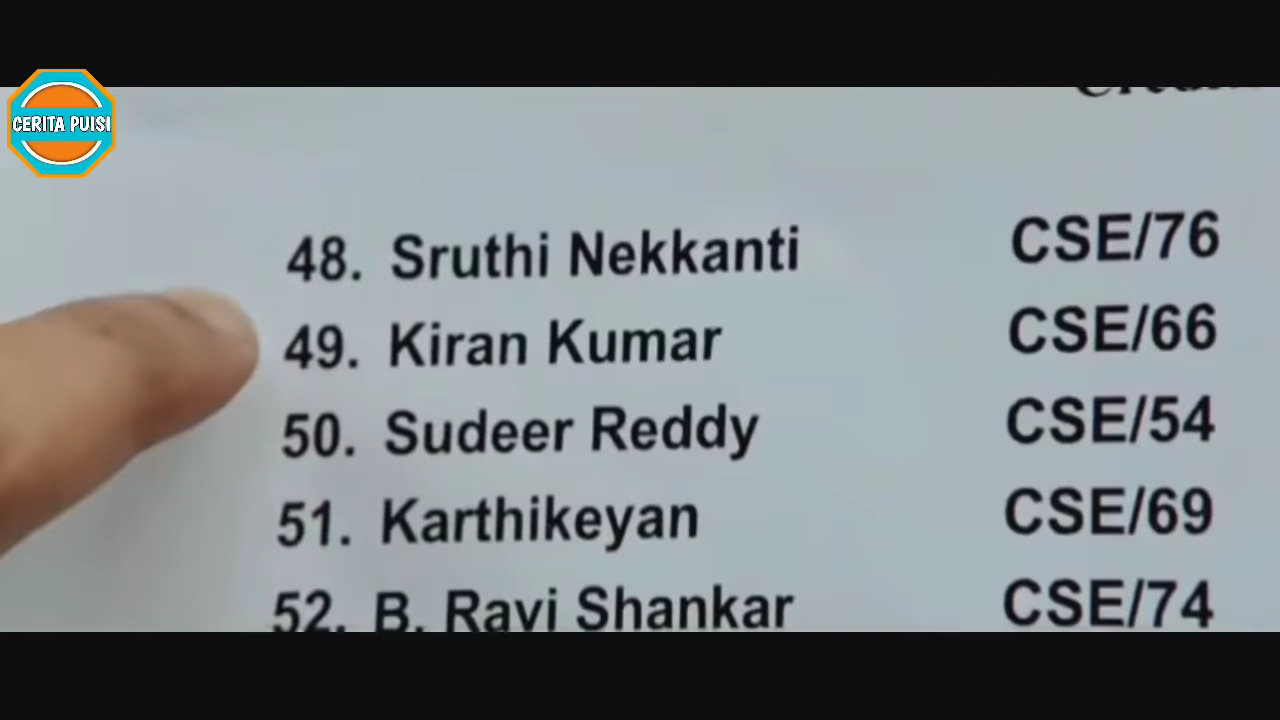 CERITA PUISI
48. Sruthi Nekkanti CSE/76
49. Kiran Kumar CSE/66
50. Sudeer Reddy CSE/54
51. Karthikeyan CSE/69
52. B. Ravi Shankar CSE/74